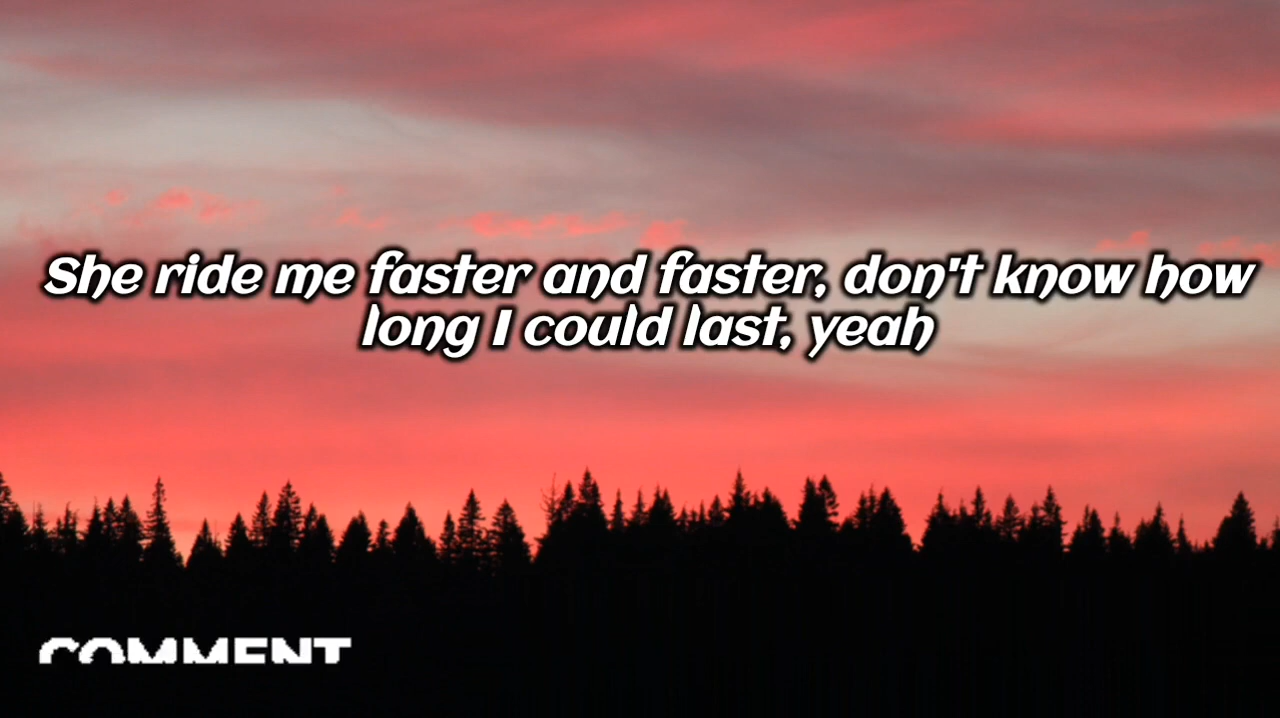 She ride me faster and faster, don't know how
long I could last, yeah
COMMENT